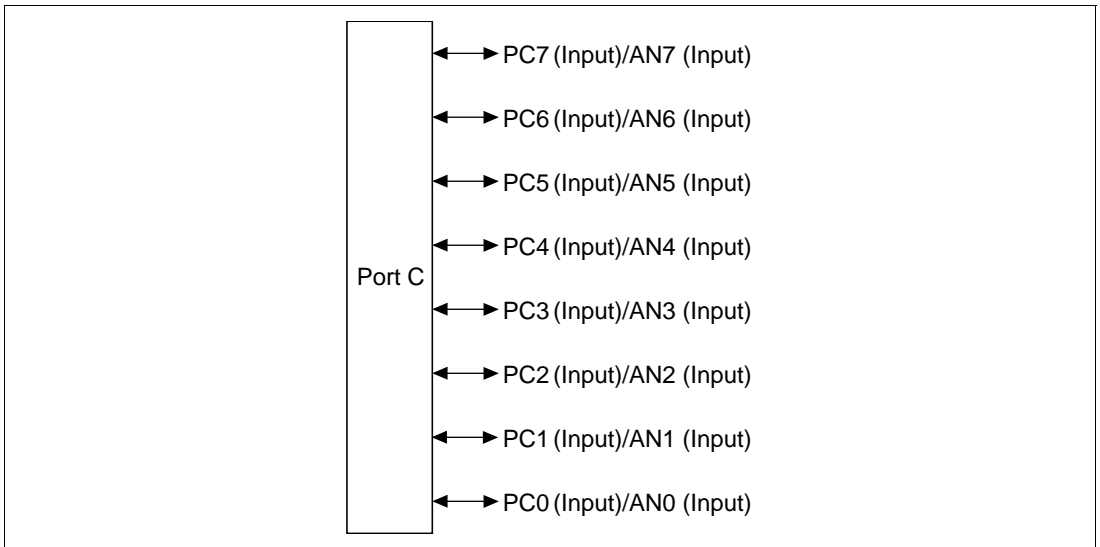 PC7 (Input)/AN7 (Input)
PC6 (Input)/AN6 (Input)
PC5 (Input)/AN5 (Input)
PC4 (Input)/AN4 (Input)
Port C
PC3 (Input)/AN3 (Input)
PC2 (Input)/AN2 (Input)
PC1 (Input)/AN1 (Input)
PC0 (Input)/AN0 (Input)